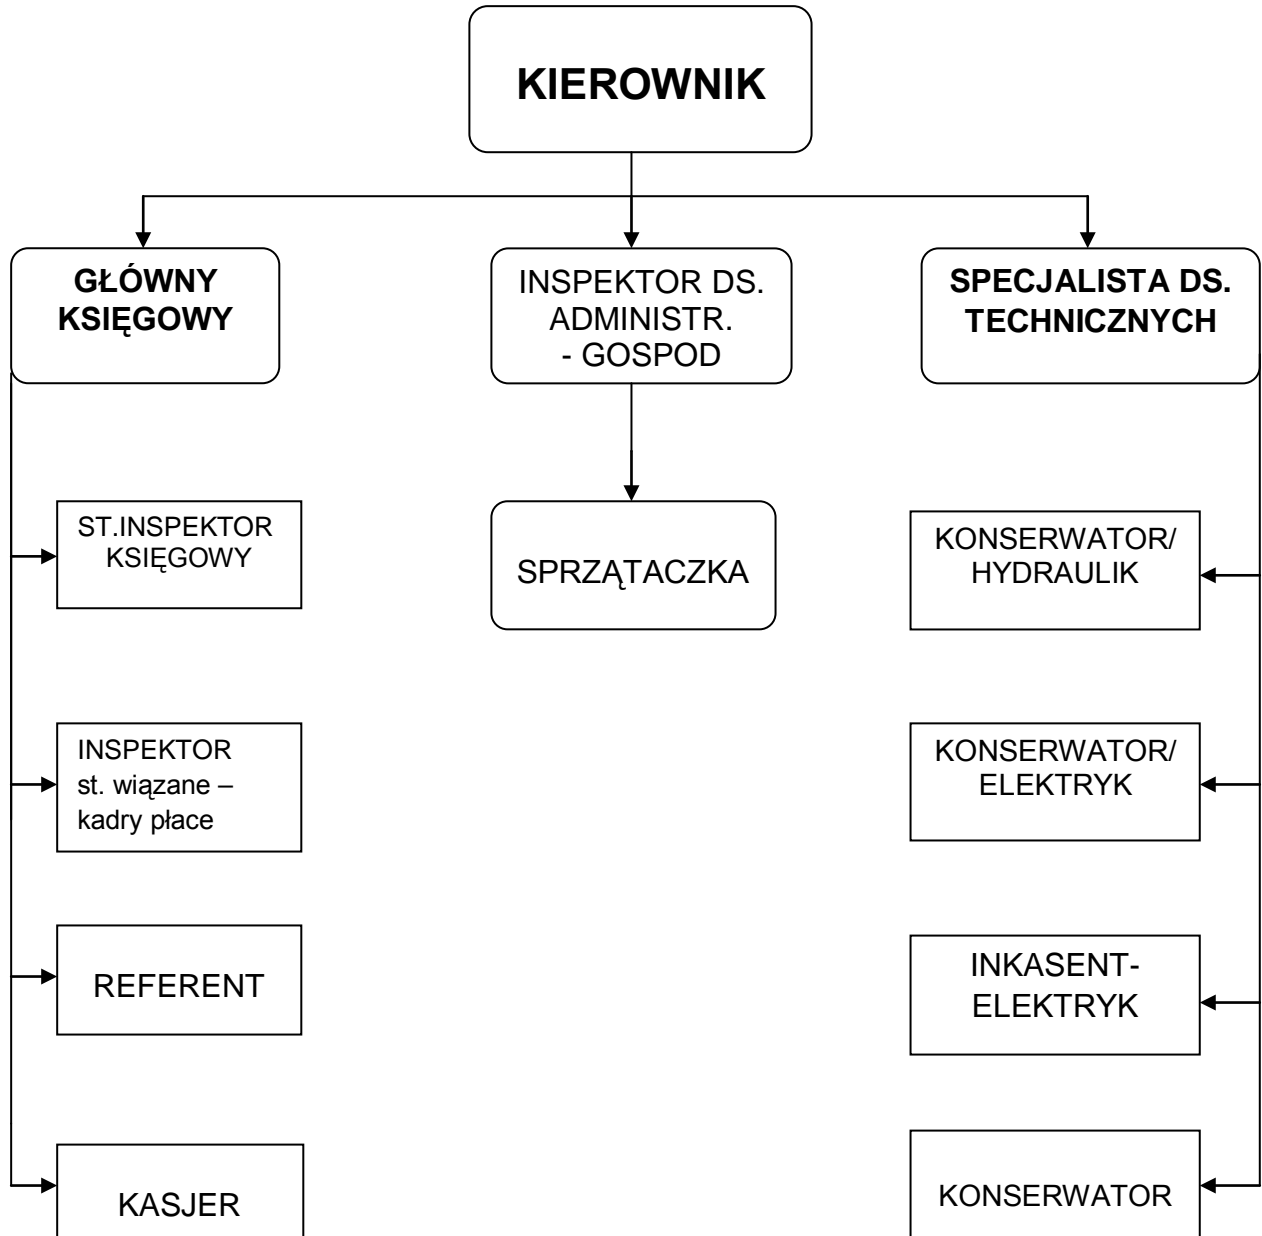 KIEROWNIK
GŁÓWNY
KSIĘGOWY
INSPEKTOR DS.
ADMINISTR.
- GOSPOD
SPECJALISTA DS.
TECHNICZNYCH
ST.INSPEKTOR
KSIĘGOWY
SPRZĄTACZKA
KONSERWATOR/
HYDRAULIK
INSPEKTOR
st. wiązane –
kadry płace
KONSERWATOR/
ELEKTRYK
REFERENT
INKASENT-
ELEKTRYK
KASJER
KONSERWATOR